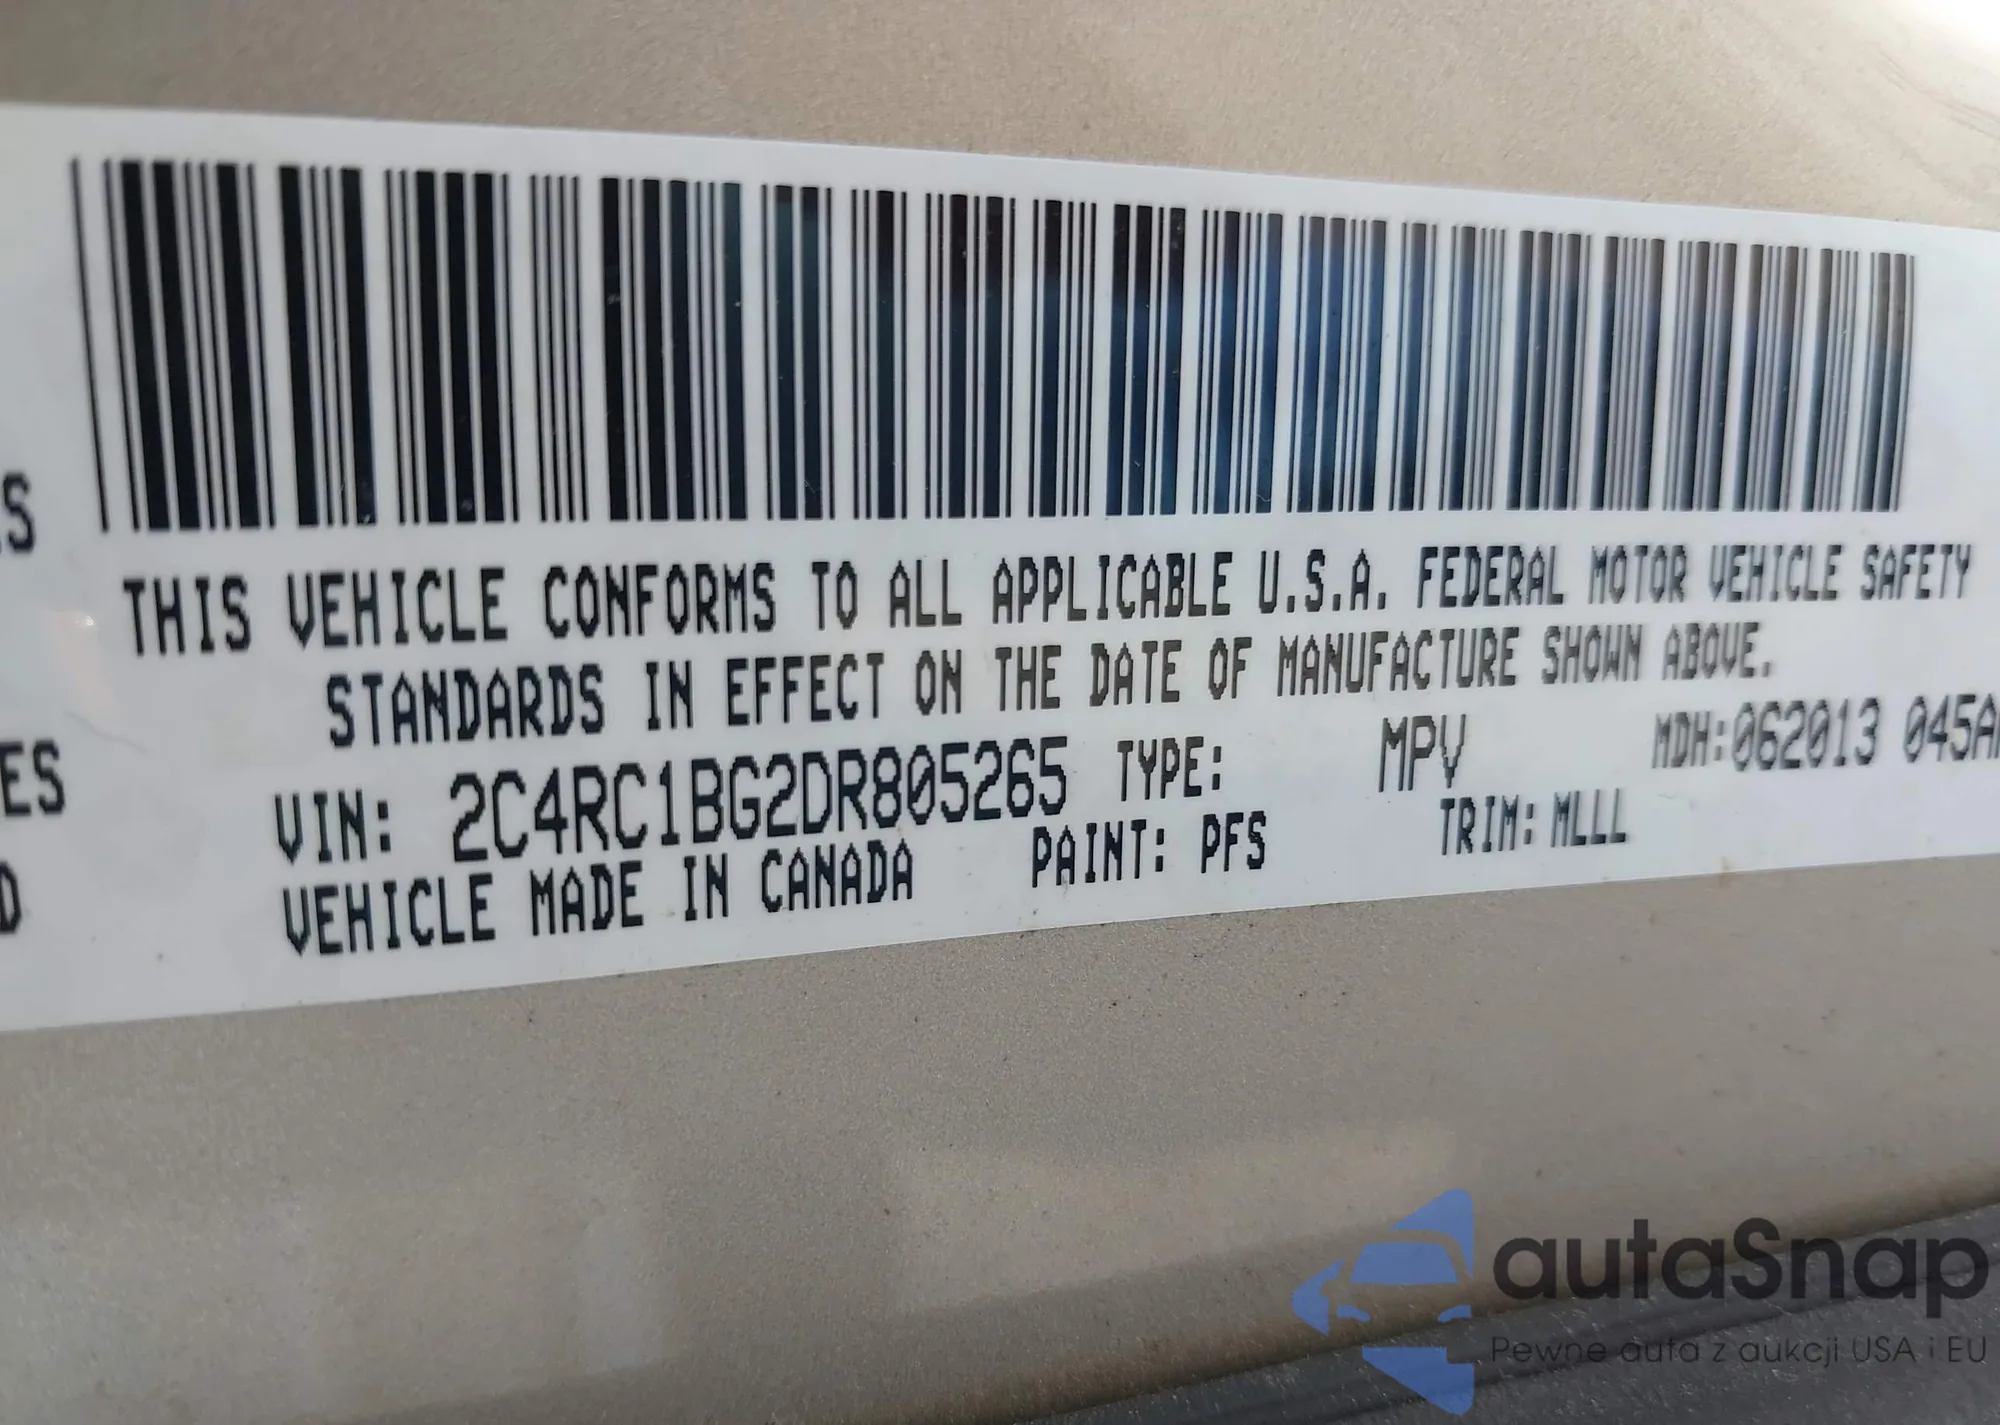 THIS VEHICLE CONFORMS TO ALL APPLICABLE U.S.A. FEDERAL MOTOR VEHICLE SAFETY
STANDARDS IN EFFECT ON THE DATE OF MANUFACTURE SHOWN ABOVE.
VIN: 2C4RC1BG2DR805265 TYPE: MPV MDH:062013 045A
VEHICLE MADE IN CANADA PAINT: PFS TRIM: MLLL
S
ES
D
autaSnap
Pewne auta z aukcji USA i EU